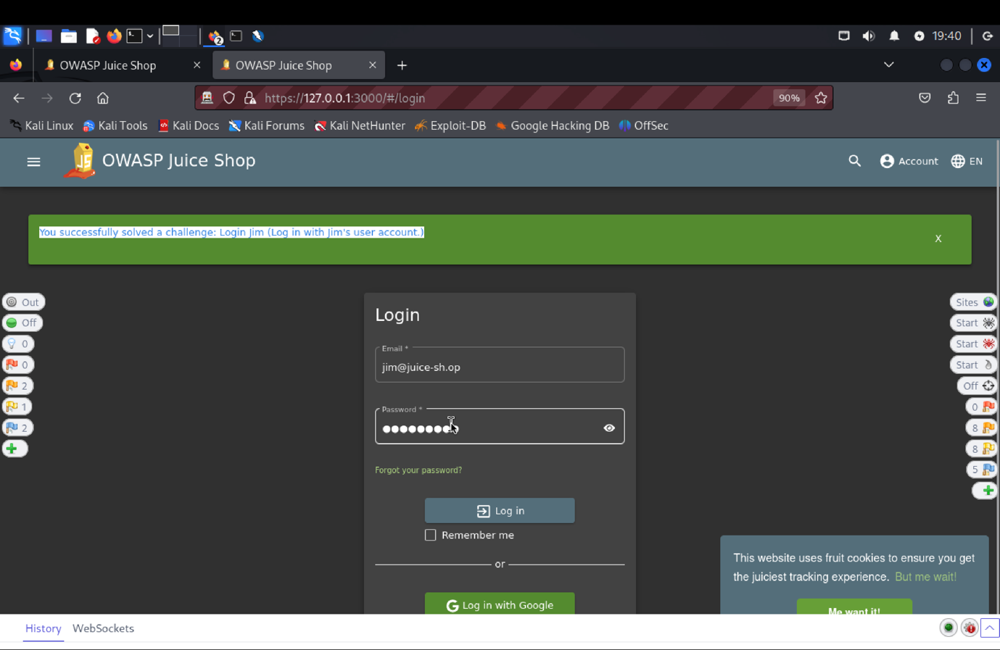 19:40
OWASP Juice Shop
OWASP Juice Shop
https://127.0.0.1:3000/#/login
90%
Kali Linux Kali Tools Kali Docs Kali Forums Kali NetHunter Exploit-DB Google Hacking DB OffSec
OWASP Juice Shop
Account
EN
You successfully solved a challenge: Login Jim (Log in with Jim's user account.)
X
Out
Off
0
0
2
1
2
Login
Email *
jim@juice-sh.op
Password *
Forgot your password?
Log in
Remember me
or
Log in with Google
Sites
Start
Start
Start
Off
0
8
8
5
This website uses fruit cookies to ensure you get
the juiciest tracking experience. But me wait!
Me want it!
History WebSockets
2
JS